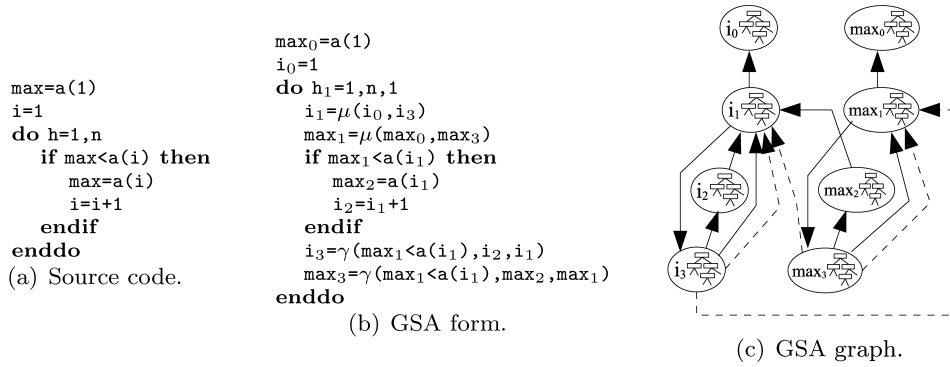 max=a(1)
i=1
do h=1,n
if max<a(i) then
max=a(i)
i=i+1
endif
enddo
(a) Source code.
max₀=a(1)
i₀=1
do h₁=1,n,1
i₁=μ(i₀,i₃)
max₁=μ(max₀,max₃)
if max₁<a(i₁) then
max₂=a(i₁)
i₂=i₁+1
endif
i₃=γ(max₁<a(i₁),i₂,i₁)
max₃=γ(max₁<a(i₁),max₂,max₁)
enddo
(b) GSA form.
i₀ max₀
i₁ max₁
i₂ max₂
i₃ max₃
(c) GSA graph.